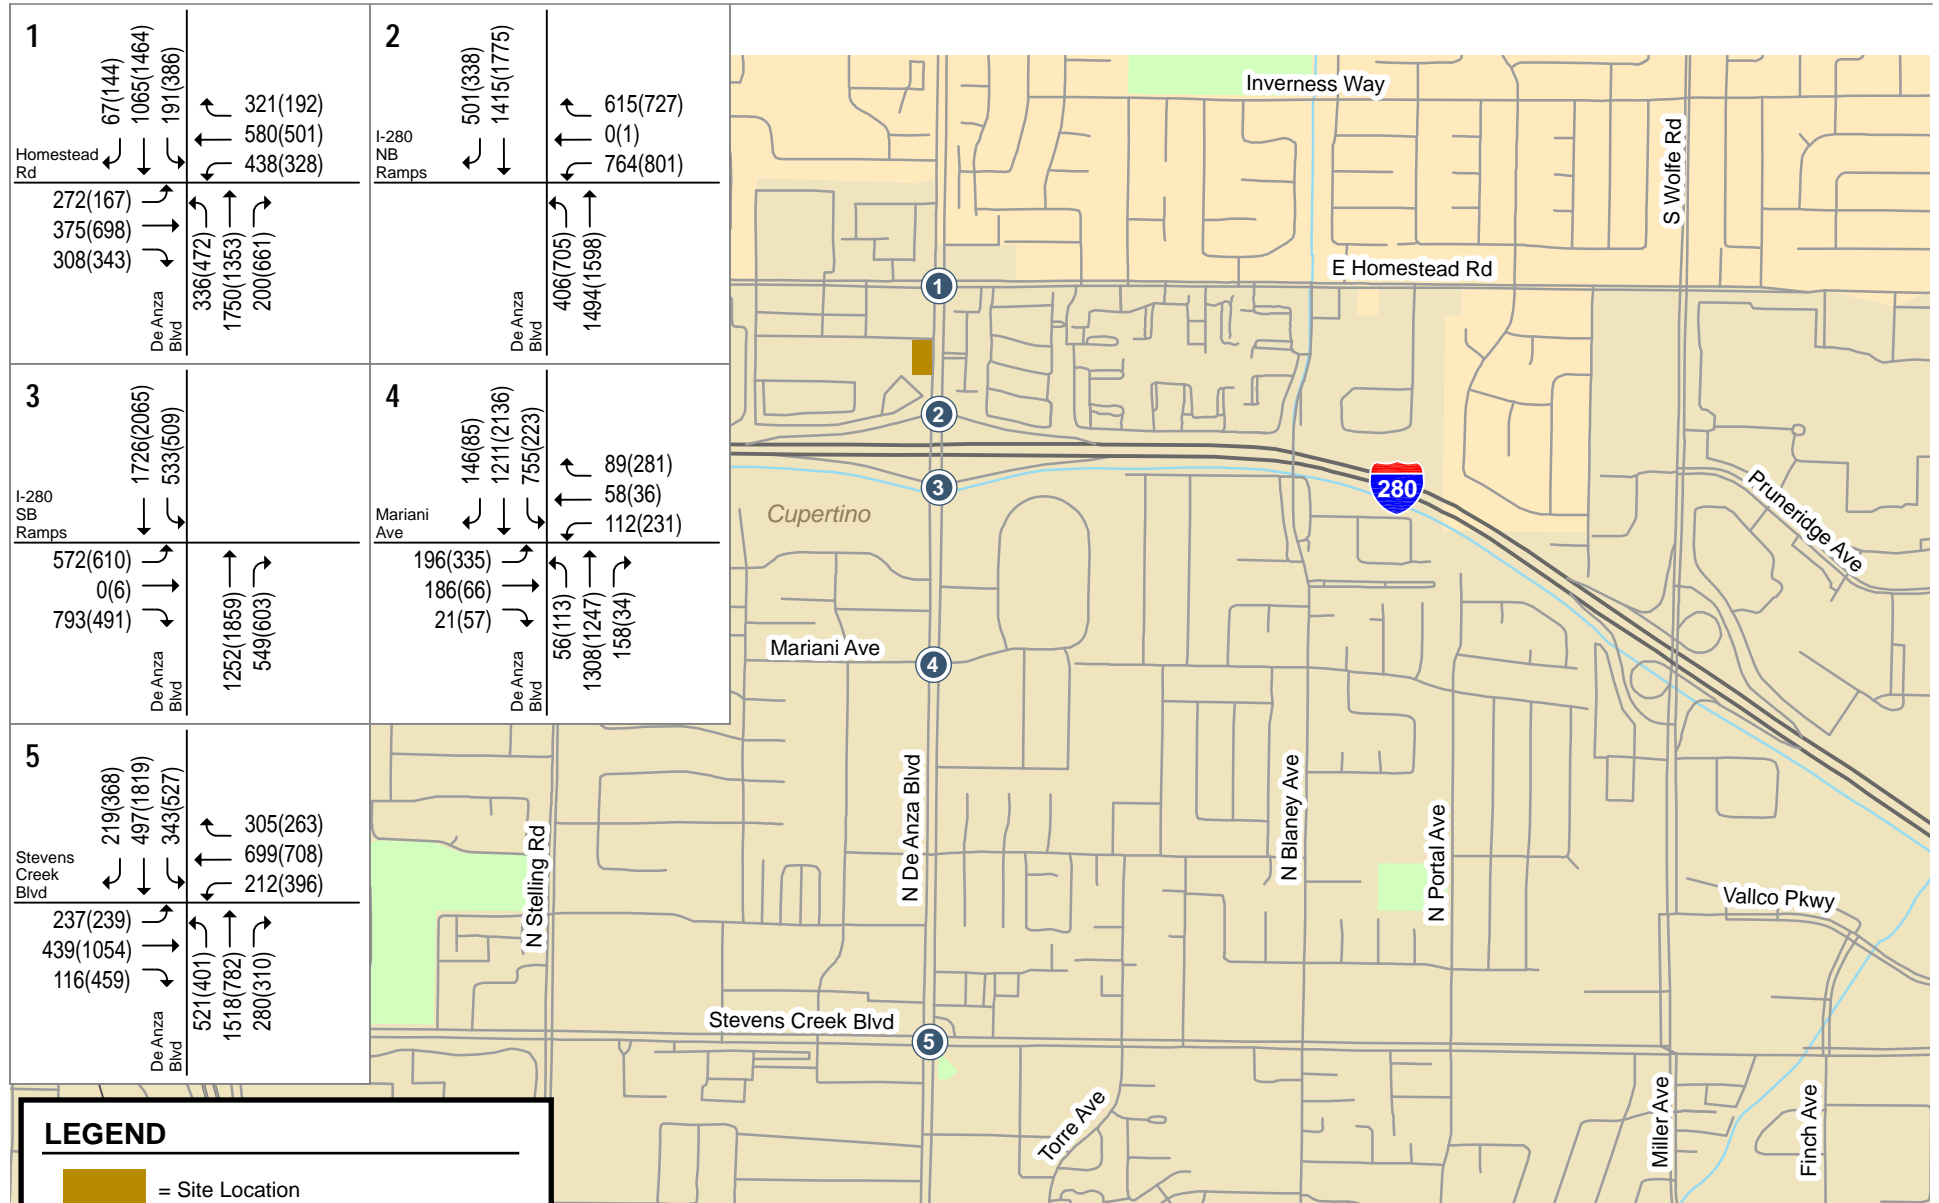 1
67(144)
1065(1464)
191(386)
321(192)
580(501)
438(328)
Homestead
Rd
272(167)
375(698)
308(343)
336(472)
1750(1353)
200(661)
De Anza
Blvd
2
501(338)
1415(1775)
615(727)
0(1)
764(801)
I-280
NB
Ramps
406(705)
1494(1598)
De Anza
Blvd
3
1726(2065)
533(509)
I-280
SB
Ramps
572(610)
0(6)
793(491)
1252(1859)
549(603)
De Anza
Blvd
4
146(85)
1211(2136)
755(223)
89(281)
58(36)
112(231)
Mariani
Ave
196(335)
186(66)
21(57)
56(113)
1308(1247)
158(34)
De Anza
Blvd
5
219(368)
497(1819)
343(527)
305(263)
699(708)
212(396)
Stevens
Creek
Blvd
237(239)
439(1054)
116(459)
521(401)
1518(782)
280(310)
De Anza
Blvd
Inverness Way
S Wolfe Rd
E Homestead Rd
1
2
3
280
Cupertino
Pruneridge Ave
Mariani Ave
4
N De Anza Blvd
N Blaney Ave
N Portal Ave
N Stelling Rd
Vallco Pkwy
Stevens Creek Blvd
5
Torre Ave
Miller Ave
Finch Ave
LEGEND
= Site Location